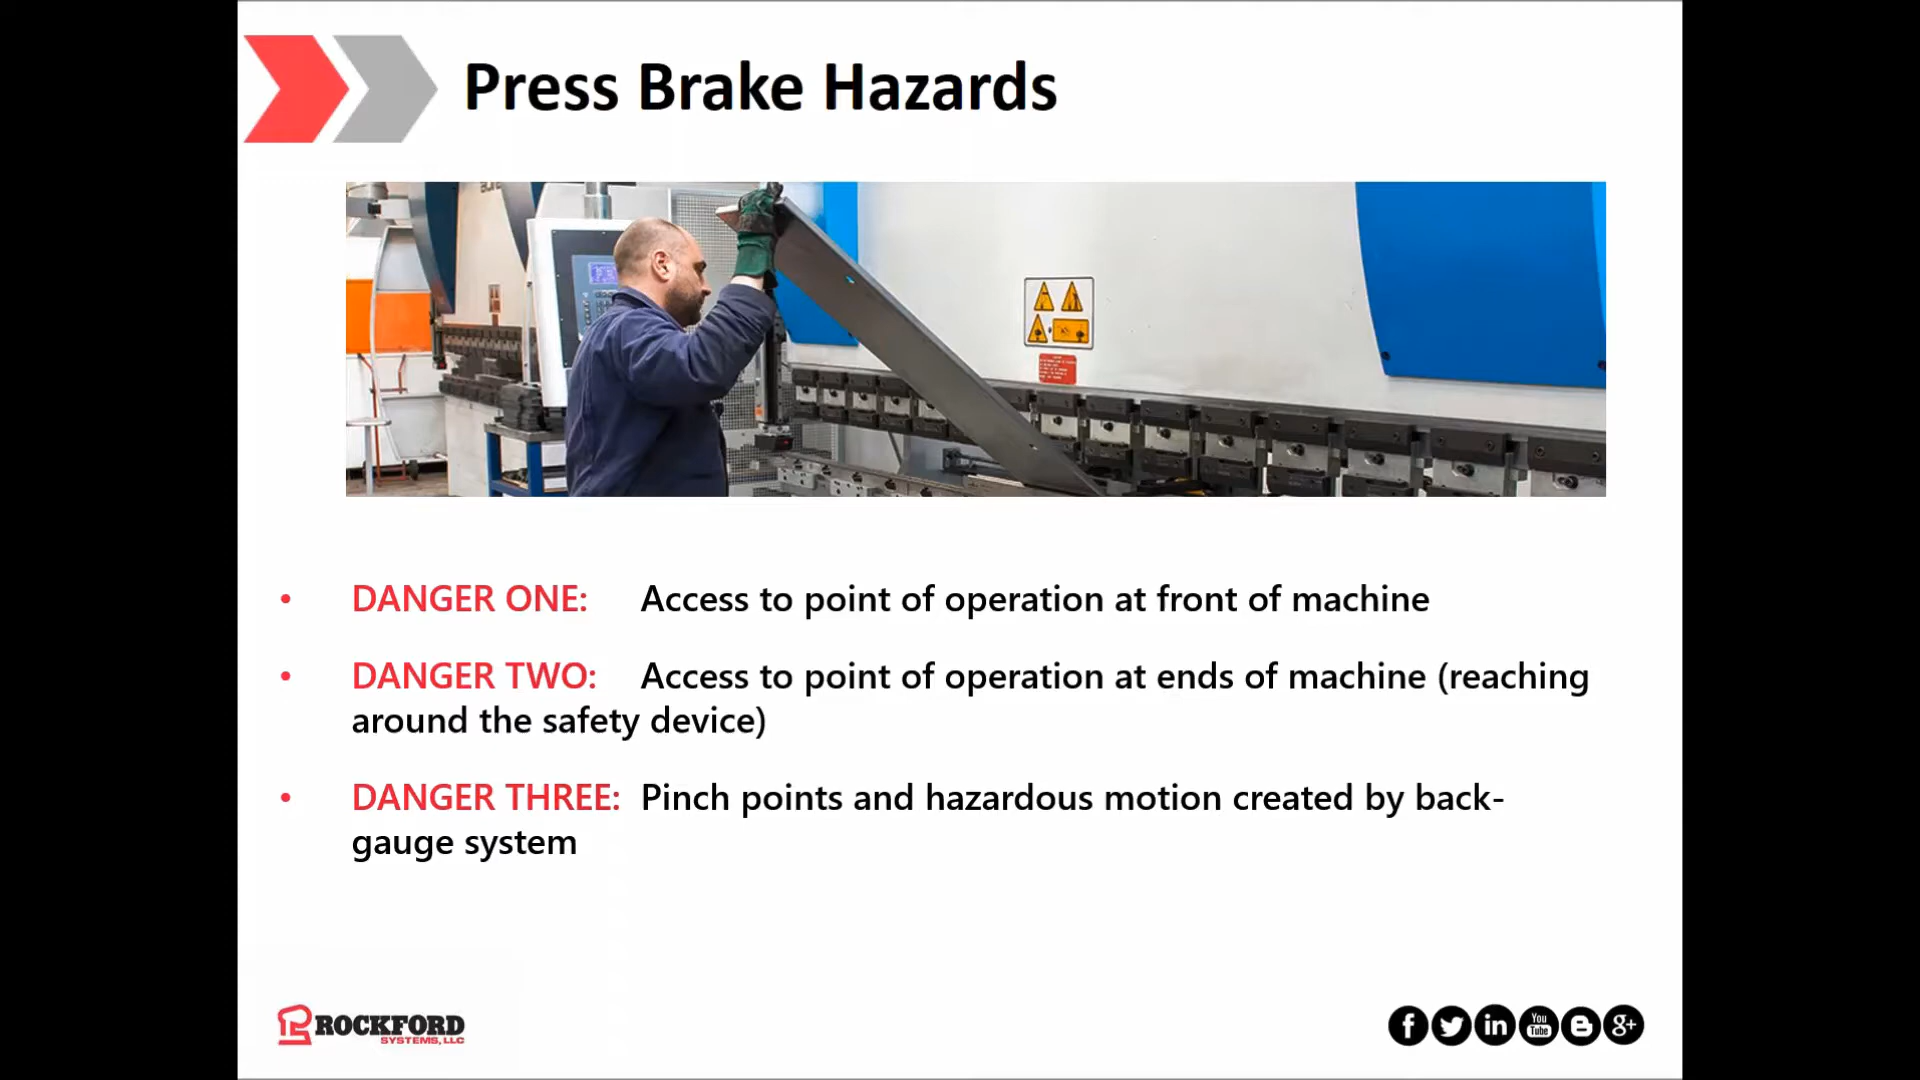 Press Brake Hazards
• DANGER ONE: Access to point of operation at front of machine
• DANGER TWO: Access to point of operation at ends of machine (reaching
around the safety device)
• DANGER THREE: Pinch points and hazardous motion created by back-
gauge system
ROCKFORD
SYSTEMS, LLC
You
Tube